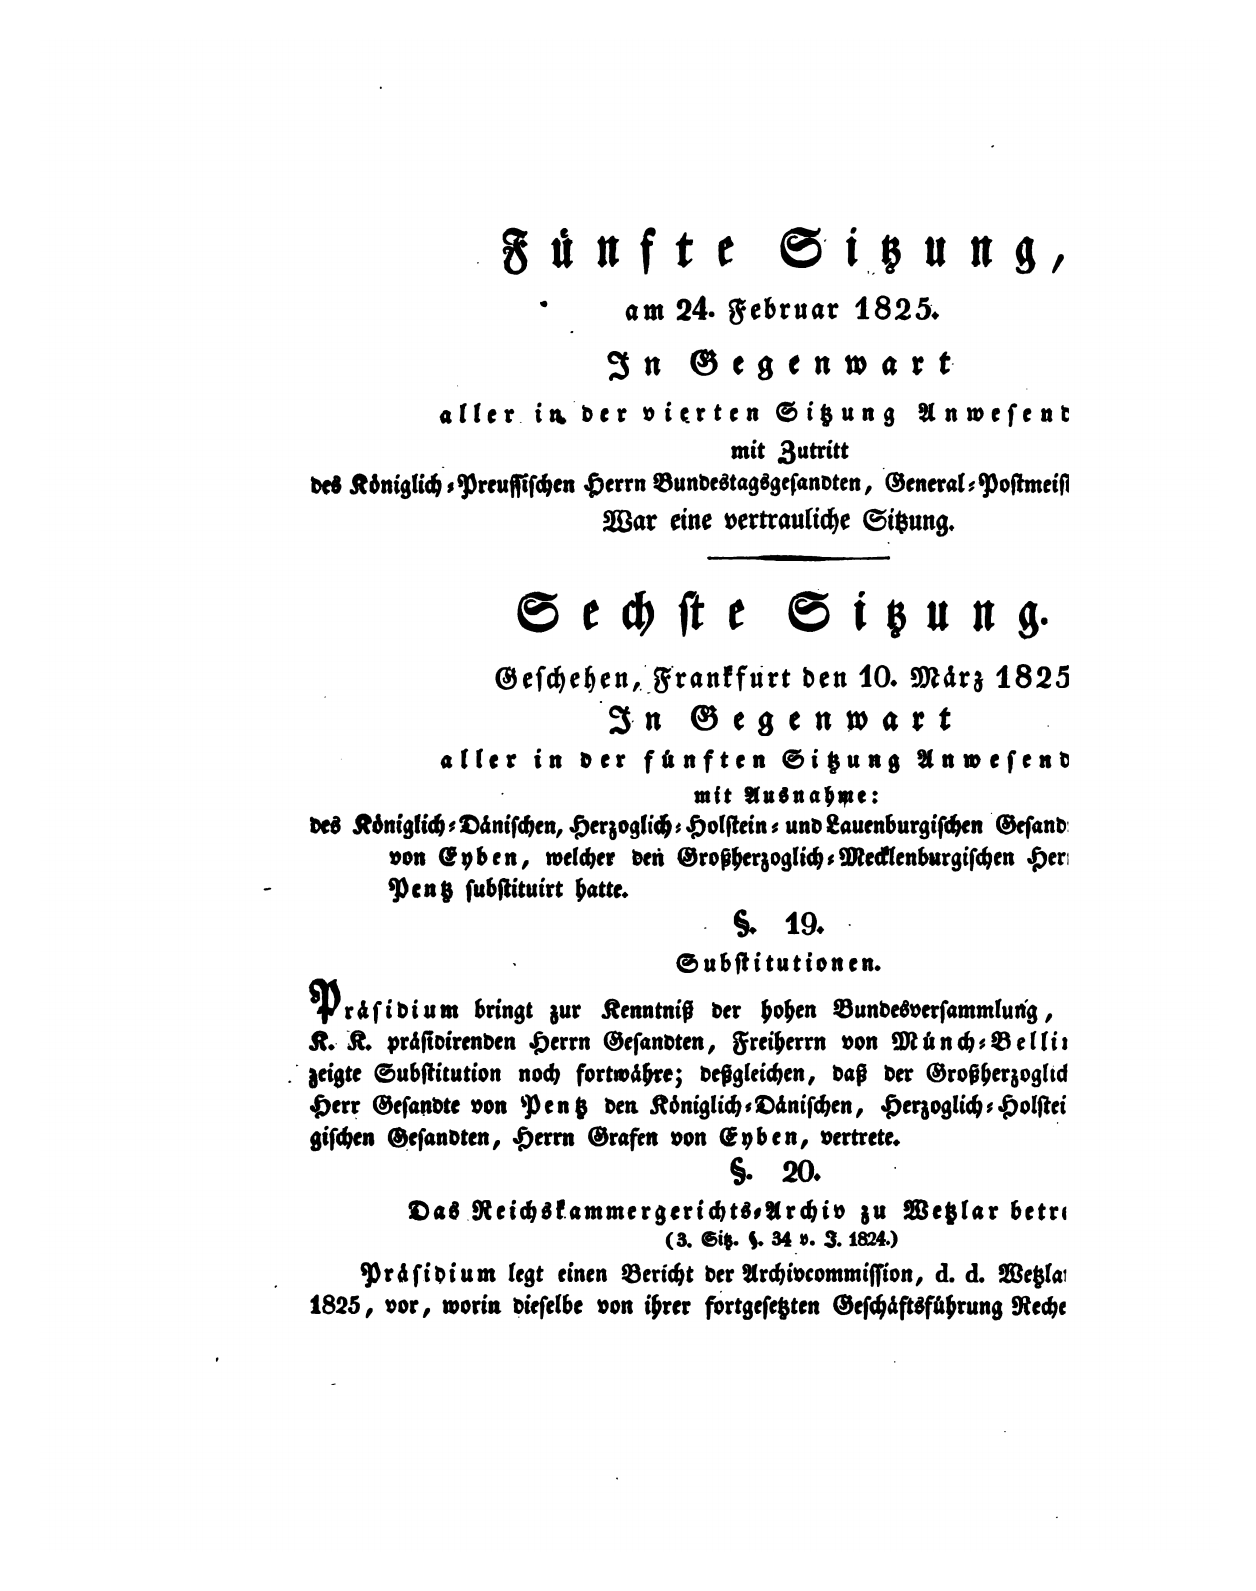 Fünfte Sitzung,
am 24. Februar 1825.
In Gegenwart
aller in der vierten Sitzung Anwesend
mit Zutritt
des Königlich-Preussischen Herrn Bundestagsgesandten, General-Postmeist
War eine vertrauliche Sitzung.
Sechste Sitzung.
Geschehen, Frankfurt den 10. März 1825
In Gegenwart
aller in der fünften Sitzung Anwesend
mit Ausnahme:
des Königlich-Dänischen, Herzoglich-Holstein- und Lauenburgischen Gesand
von Eyben, welcher den Großherzoglich-Mecklenburgischen Her
Pentz substituirt hatte.
§. 19.
Substitutionen.
Präsidium bringt zur Kenntniß der hohen Bundesversammlung,
K. K. präsidirenden Herrn Gesandten, Freiherrn von Münch-Belli
zeigte Substitution noch fortwähre; deßgleichen, daß der Großherzoglich
Herr Gesandte von Pentz den Königlich-Dänischen, Herzoglich-Holstei
gischen Gesandten, Herrn Grafen von Eyben, vertrete.
§. 20.
Das Reichskammergerichts-Archiv zu Wetzlar betre
(3. Sitz. §. 34 v. J. 1824.)
Präsidium legt einen Bericht der Archivcommission, d. d. Wetzlar
1825, vor, worin dieselbe von ihrer fortgesetzten Geschäftsführung Reche